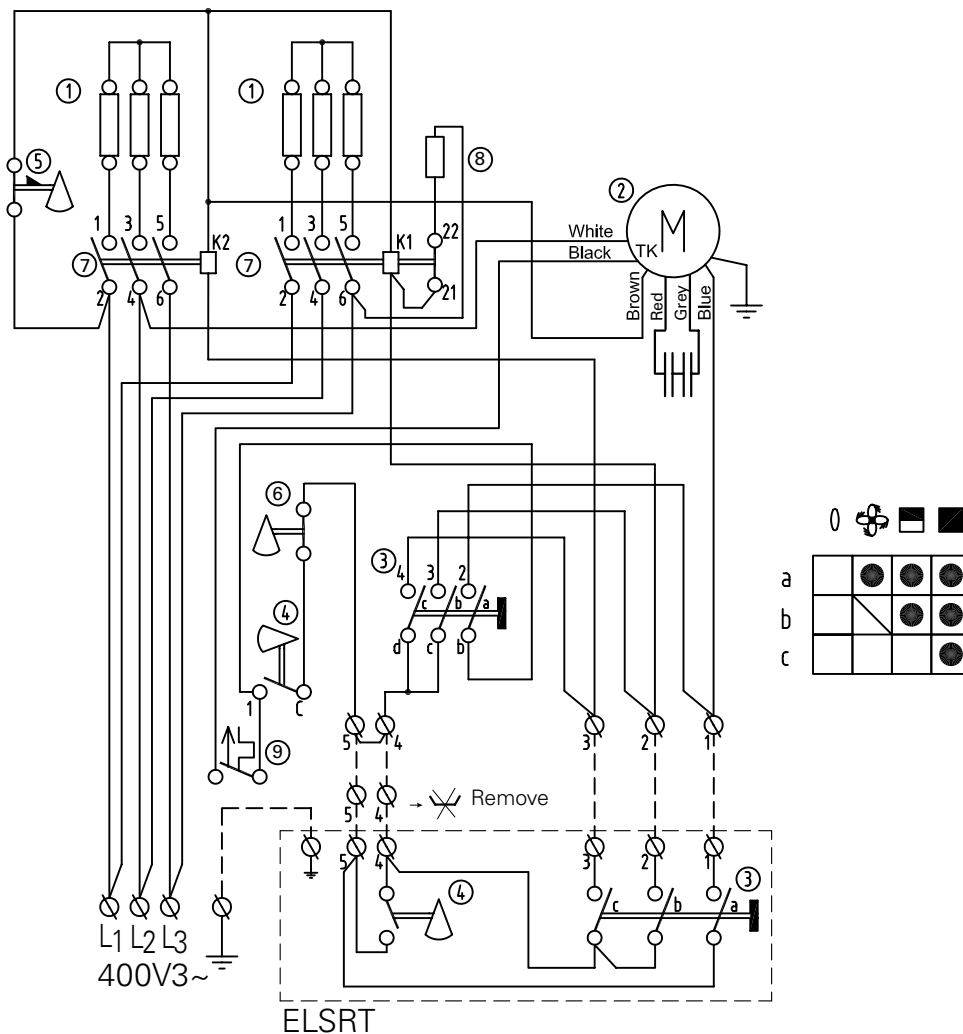 1 1 8
5
2
1 3 5 K2
1 3 5 K1 22
White
Black
TK
M
7 7
2 4 6
2 4 6 21
Brown
Red
Grey
Blue
6
3
4 3 2
c b a
d c b
4
1 C
9
a
b
c
5 4 3 2 1
5 4
→ Remove
5 4 3 2 1
4
3
c b a
L1 L2 L3
400V3~
ELSRT